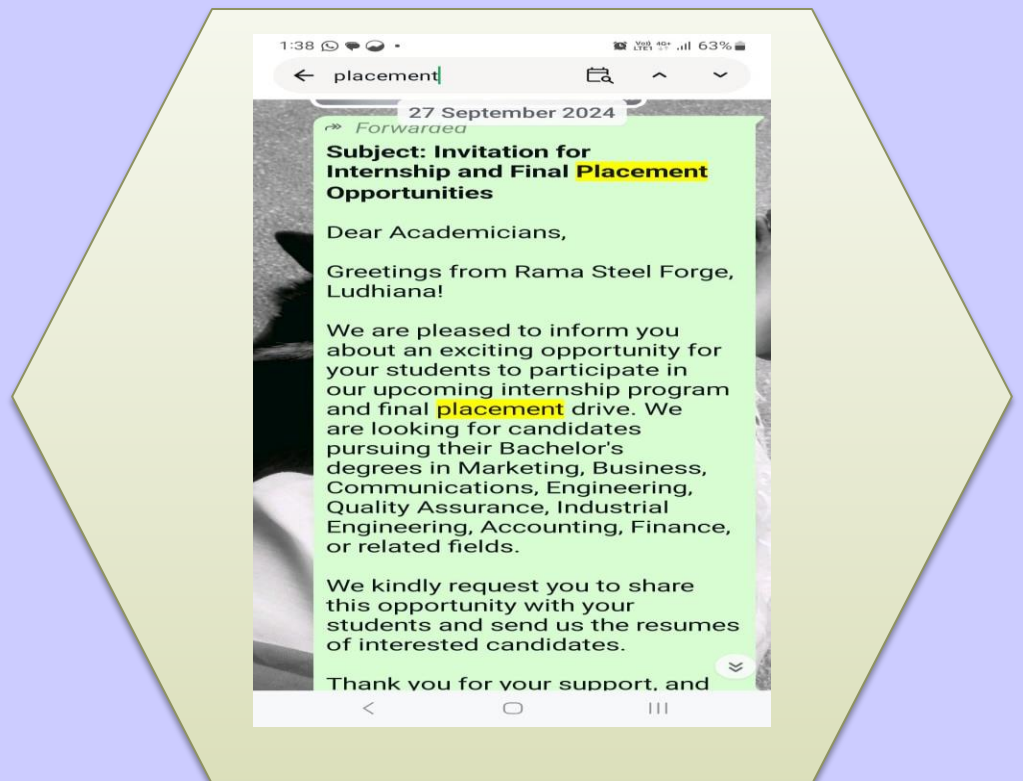 1:38
Vo) 4G+
LTE1 63%
placement
27 September 2024
Forwarded
Subject: Invitation for
Internship and Final Placement
Opportunities
Dear Academicians,
Greetings from Rama Steel Forge,
Ludhiana!
We are pleased to inform you
about an exciting opportunity for
your students to participate in
our upcoming internship program
and final placement drive. We
are looking for candidates
pursuing their Bachelor's
degrees in Marketing, Business,
Communications, Engineering,
Quality Assurance, Industrial
Engineering, Accounting, Finance,
or related fields.
We kindly request you to share
this opportunity with your
students and send us the resumes
of interested candidates.
Thank you for your support, and